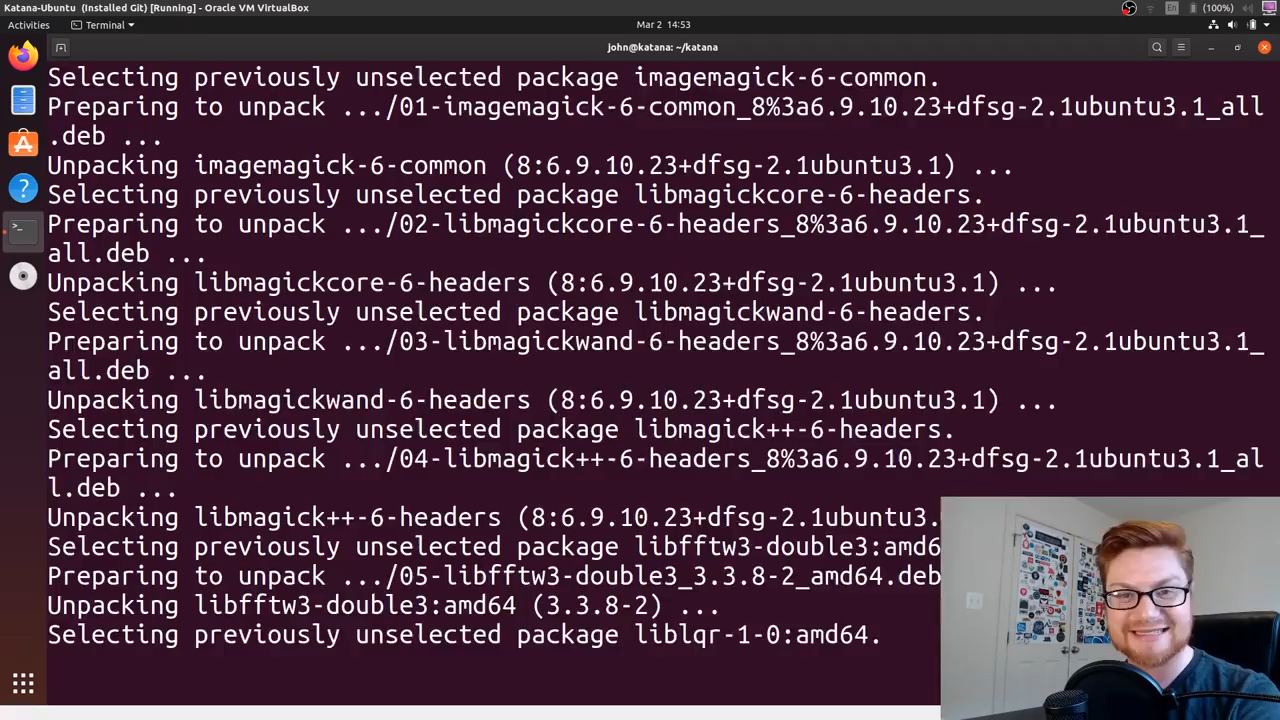 Katana-Ubuntu (Installed Git) [Running] - Oracle VM VirtualBox
En
(100%)
Activities
Terminal
Mar 2 14:53
john@katana: ~/katana
Selecting previously unselected package imagemagick-6-common.
Preparing to unpack .../01-imagemagick-6-common_8%3a6.9.10.23+dfsg-2.1ubuntu3.1_all
.deb ...
Unpacking imagemagick-6-common (8:6.9.10.23+dfsg-2.1ubuntu3.1) ...
Selecting previously unselected package libmagickcore-6-headers.
Preparing to unpack .../02-libmagickcore-6-headers_8%3a6.9.10.23+dfsg-2.1ubuntu3.1_
all.deb ...
Unpacking libmagickcore-6-headers (8:6.9.10.23+dfsg-2.1ubuntu3.1) ...
Selecting previously unselected package libmagickwand-6-headers.
Preparing to unpack .../03-libmagickwand-6-headers_8%3a6.9.10.23+dfsg-2.1ubuntu3.1_
all.deb ...
Unpacking libmagickwand-6-headers (8:6.9.10.23+dfsg-2.1ubuntu3.1) ...
Selecting previously unselected package libmagick++-6-headers.
Preparing to unpack .../04-libmagick++-6-headers_8%3a6.9.10.23+dfsg-2.1ubuntu3.1_al
l.deb ...
Unpacking libmagick++-6-headers (8:6.9.10.23+dfsg-2.1ubuntu3.
Selecting previously unselected package libfftw3-double3:amd6
Preparing to unpack .../05-libfftw3-double3_3.3.8-2_amd64.deb
Unpacking libfftw3-double3:amd64 (3.3.8-2) ...
Selecting previously unselected package liblqr-1-0:amd64.